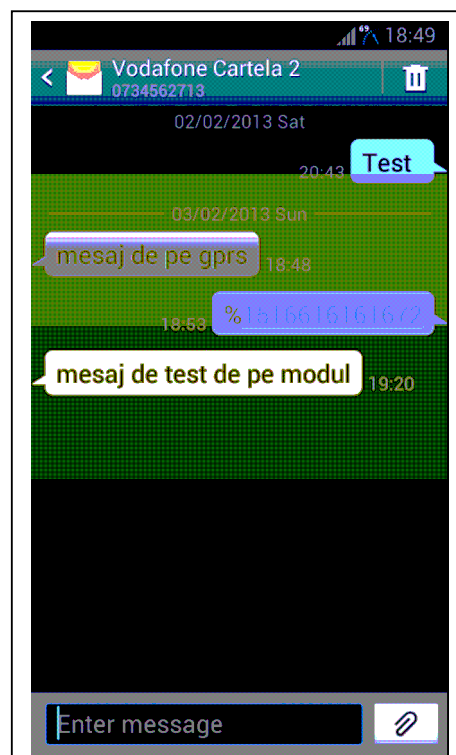 18:49
Vodafone Cartela 2
0734562713
02/02/2013 Sat
20:43 Test
03/02/2013 Sun
mesaj de pe gprs 18:48
18:53 %1516616161672
mesaj de test de pe modul 19:20
Enter message